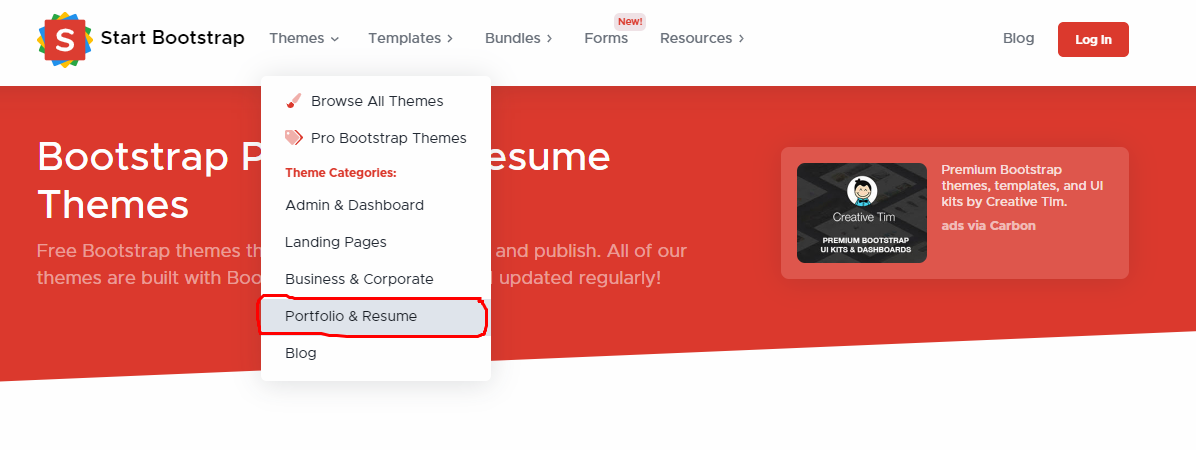 S Start Bootstrap Themes Templates Bundles Forms New! Resources Blog Log In
Browse All Themes
Pro Bootstrap Themes
Theme Categories:
Admin & Dashboard
Landing Pages
Business & Corporate
Portfolio & Resume
Blog
Bootstrap P esume
Themes
Free Bootstrap themes th and publish. All of our
themes are built with Boo updated regularly!
Creative Tim
PREMIUM BOOTSTRAP
UI KITS & DASHBOARDS
Premium Bootstrap
themes, templates, and UI
kits by Creative Tim.
ads via Carbon